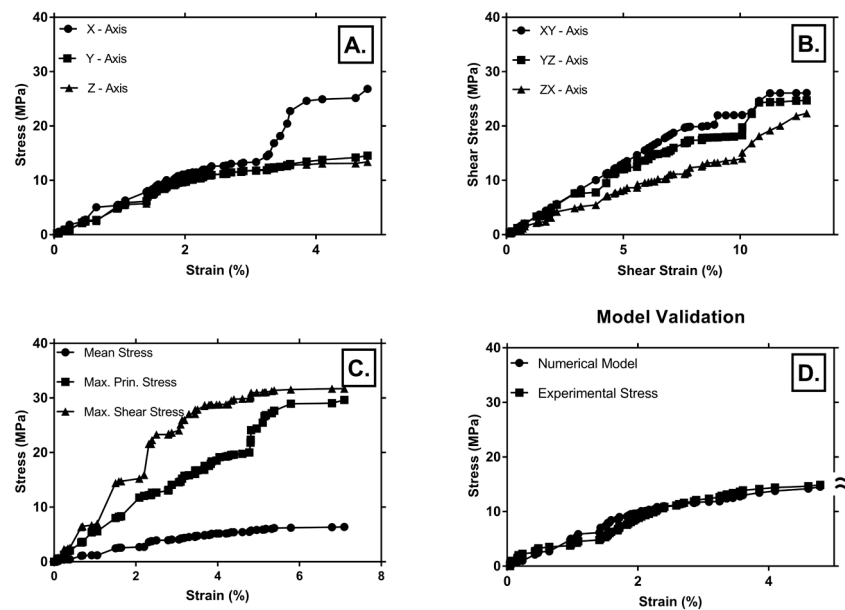 40
X - Axis
A.
Y - Axis
30
Z - Axis
20
10
0
0
2
4
Stress (MPa)
Strain (%)
40
XY - Axis
B.
YZ - Axis
30
ZX - Axis
20
10
0
0
5
10
Shear Stress (MPa)
Shear Strain (%)
40
Mean Stress
C.
Max. Prin. Stress
30
Max. Shear Stress
20
10
0
0
2
4
6
8
Stress (MPa)
Strain (%)
Model Validation
40
Numerical Model
D.
Experimental Stress
30
20
10
0
0
2
4
Stress (MPa)
Strain (%)